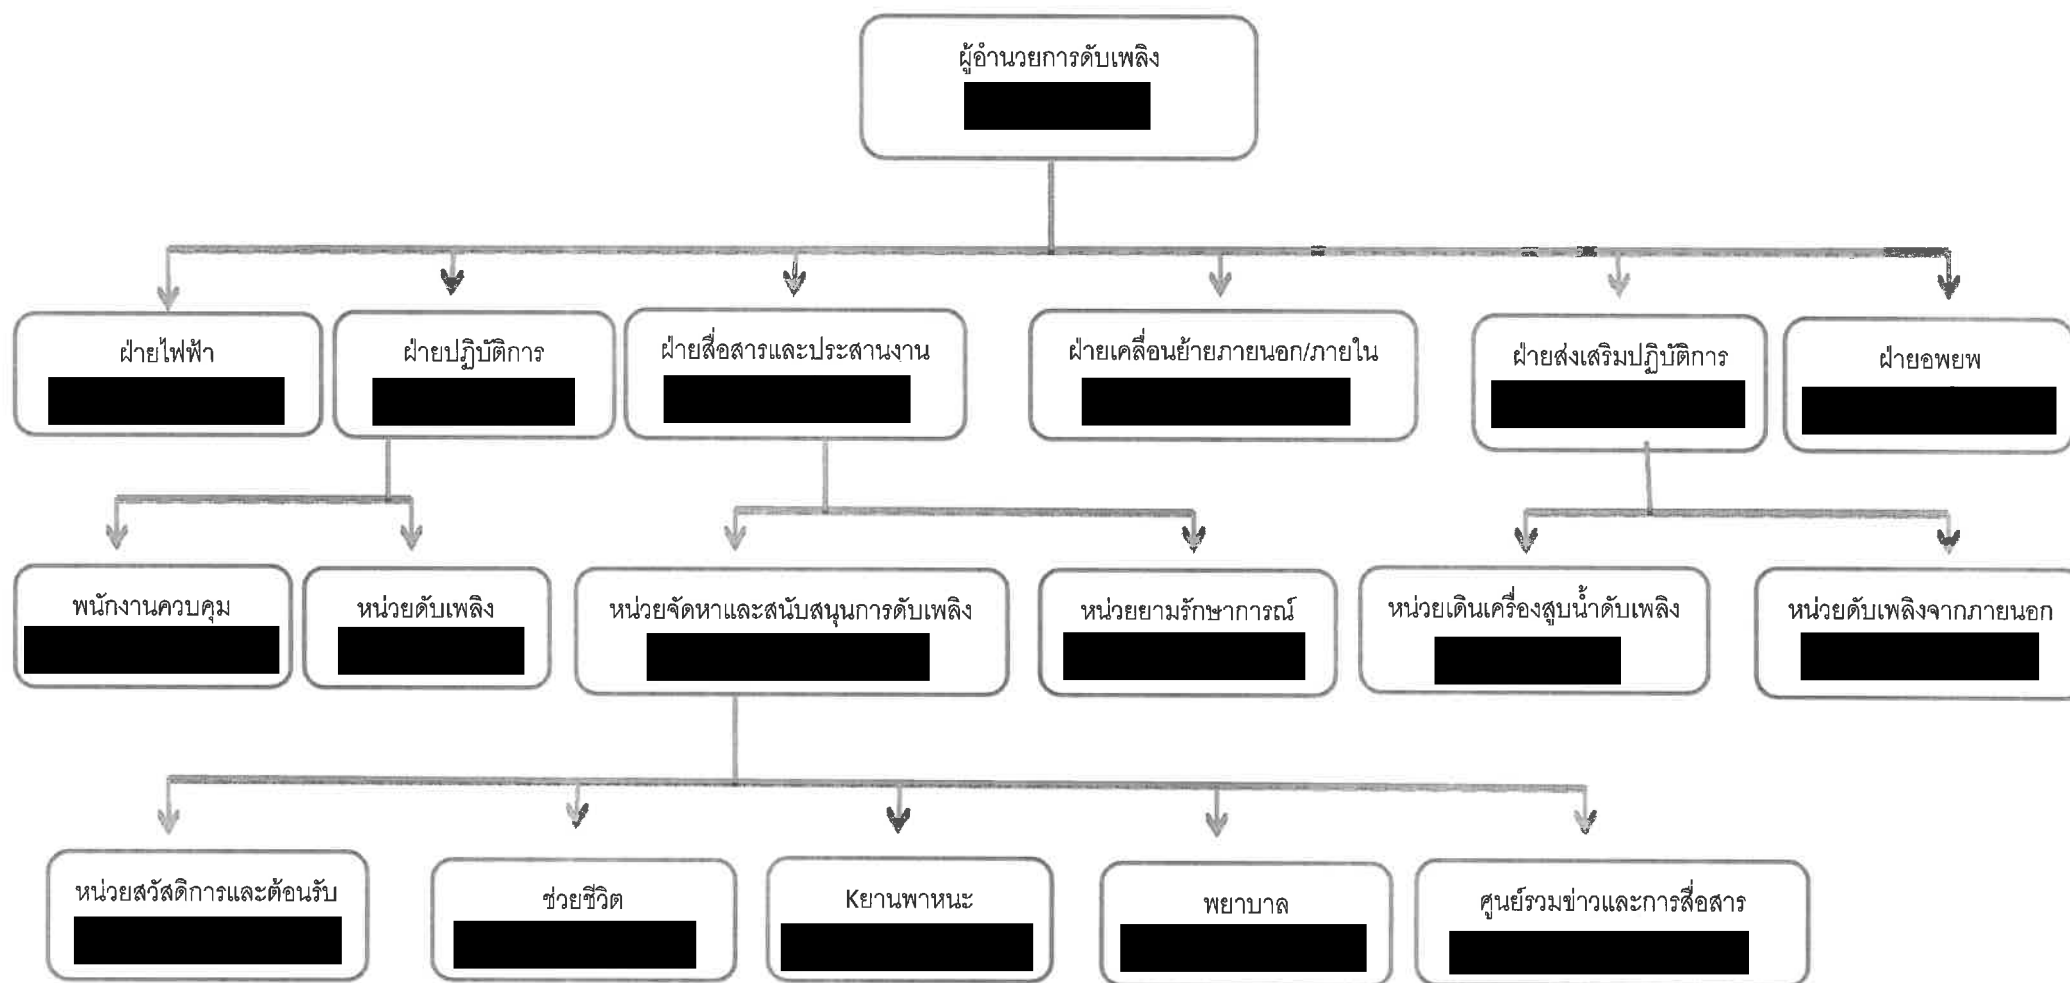 ผู้อำนวยการดับเพลิง
ฝ่ายไฟฟ้า
ฝ่ายปฏิบัติการ
ฝ่ายสื่อสารและประสานงาน
ฝ่ายเคลื่อนย้ายภายนอก/ภายใน
ฝ่ายส่งเสริมปฏิบัติการ
ฝ่ายอพยพ
พนักงานควบคุม
หน่วยดับเพลิง
หน่วยจัดหาและสนับสนุนการดับเพลิง
หน่วยยามรักษาการณ์
หน่วยเดินเครื่องสูบน้ำดับเพลิง
หน่วยดับเพลิงจากภายนอก
หน่วยสวัสดิการและต้อนรับ
ช่วยชีวิต
Kยานพาหนะ
พยาบาล
ศูนย์รวมข่าวและการสื่อสาร